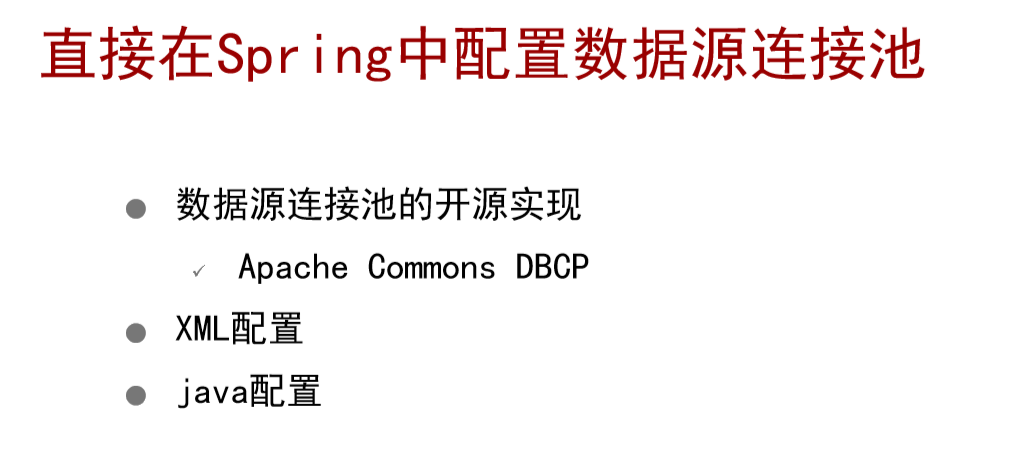 直接在Spring中配置数据源连接池
数据源连接池的开源实现
Apache Commons DBCP
XML配置
java配置